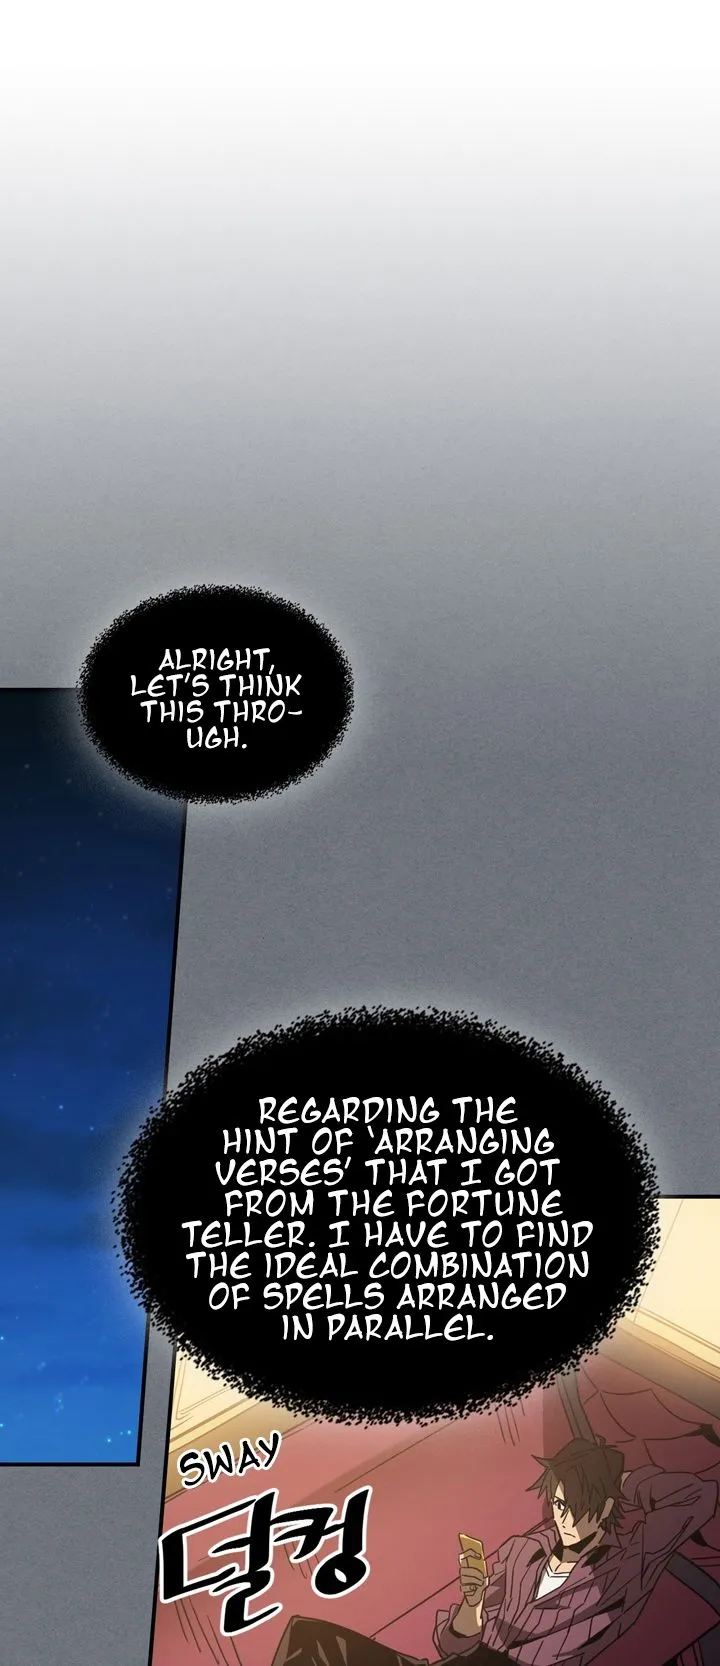 ALRIGHT,
LET'S THINK
THIS THRO-
UGH.
REGARDING THE
HINT OF 'ARRANGING
VERSES' THAT I GOT
FROM THE FORTUNE
TELLER. I HAVE TO FIND
THE IDEAL COMBINATION
OF SPELLS ARRANGED
IN PARALLEL.
SWAY
덜컹